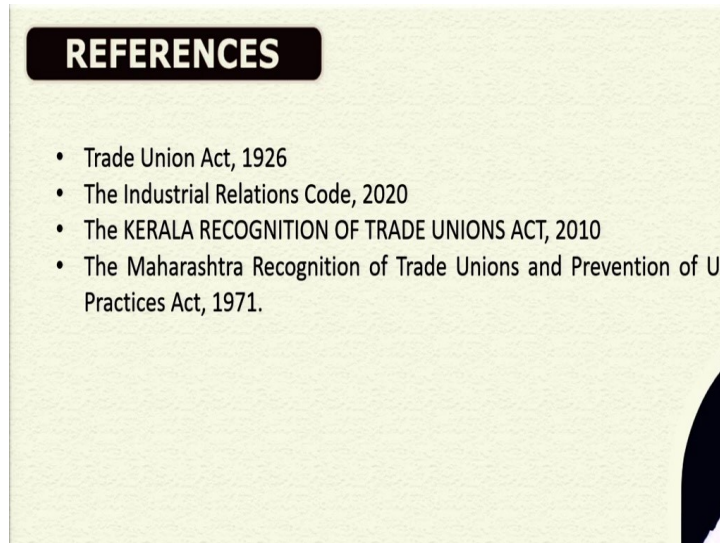 REFERENCES
• Trade Union Act, 1926
• The Industrial Relations Code, 2020
• The KERALA RECOGNITION OF TRADE UNIONS ACT, 2010
• The Maharashtra Recognition of Trade Unions and Prevention of U
Practices Act, 1971.